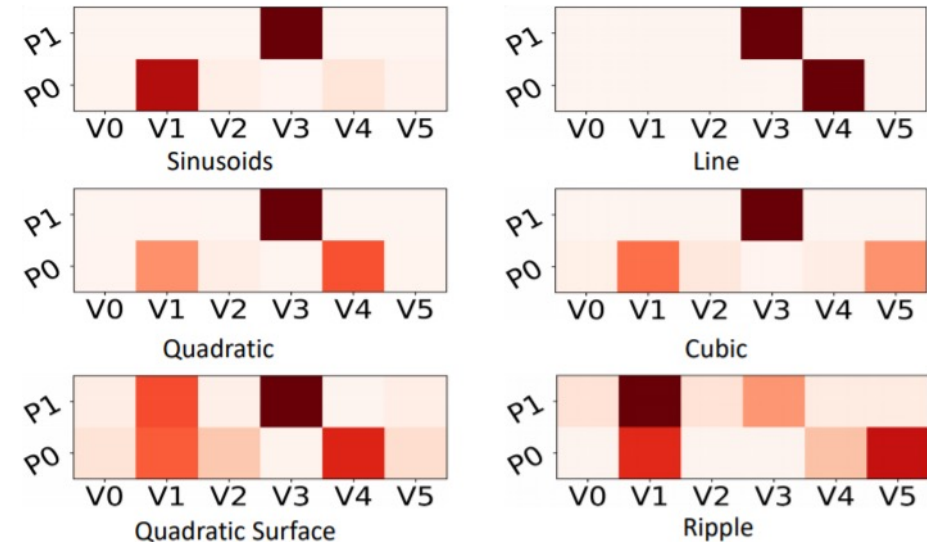 P1
P0
V0 V1 V2 V3 V4 V5
Sinusoids
P1
P0
V0 V1 V2 V3 V4 V5
Line
P1
P0
V0 V1 V2 V3 V4 V5
Quadratic
P1
P0
V0 V1 V2 V3 V4 V5
Cubic
P1
P0
V0 V1 V2 V3 V4 V5
Quadratic Surface
P1
P0
V0 V1 V2 V3 V4 V5
Ripple